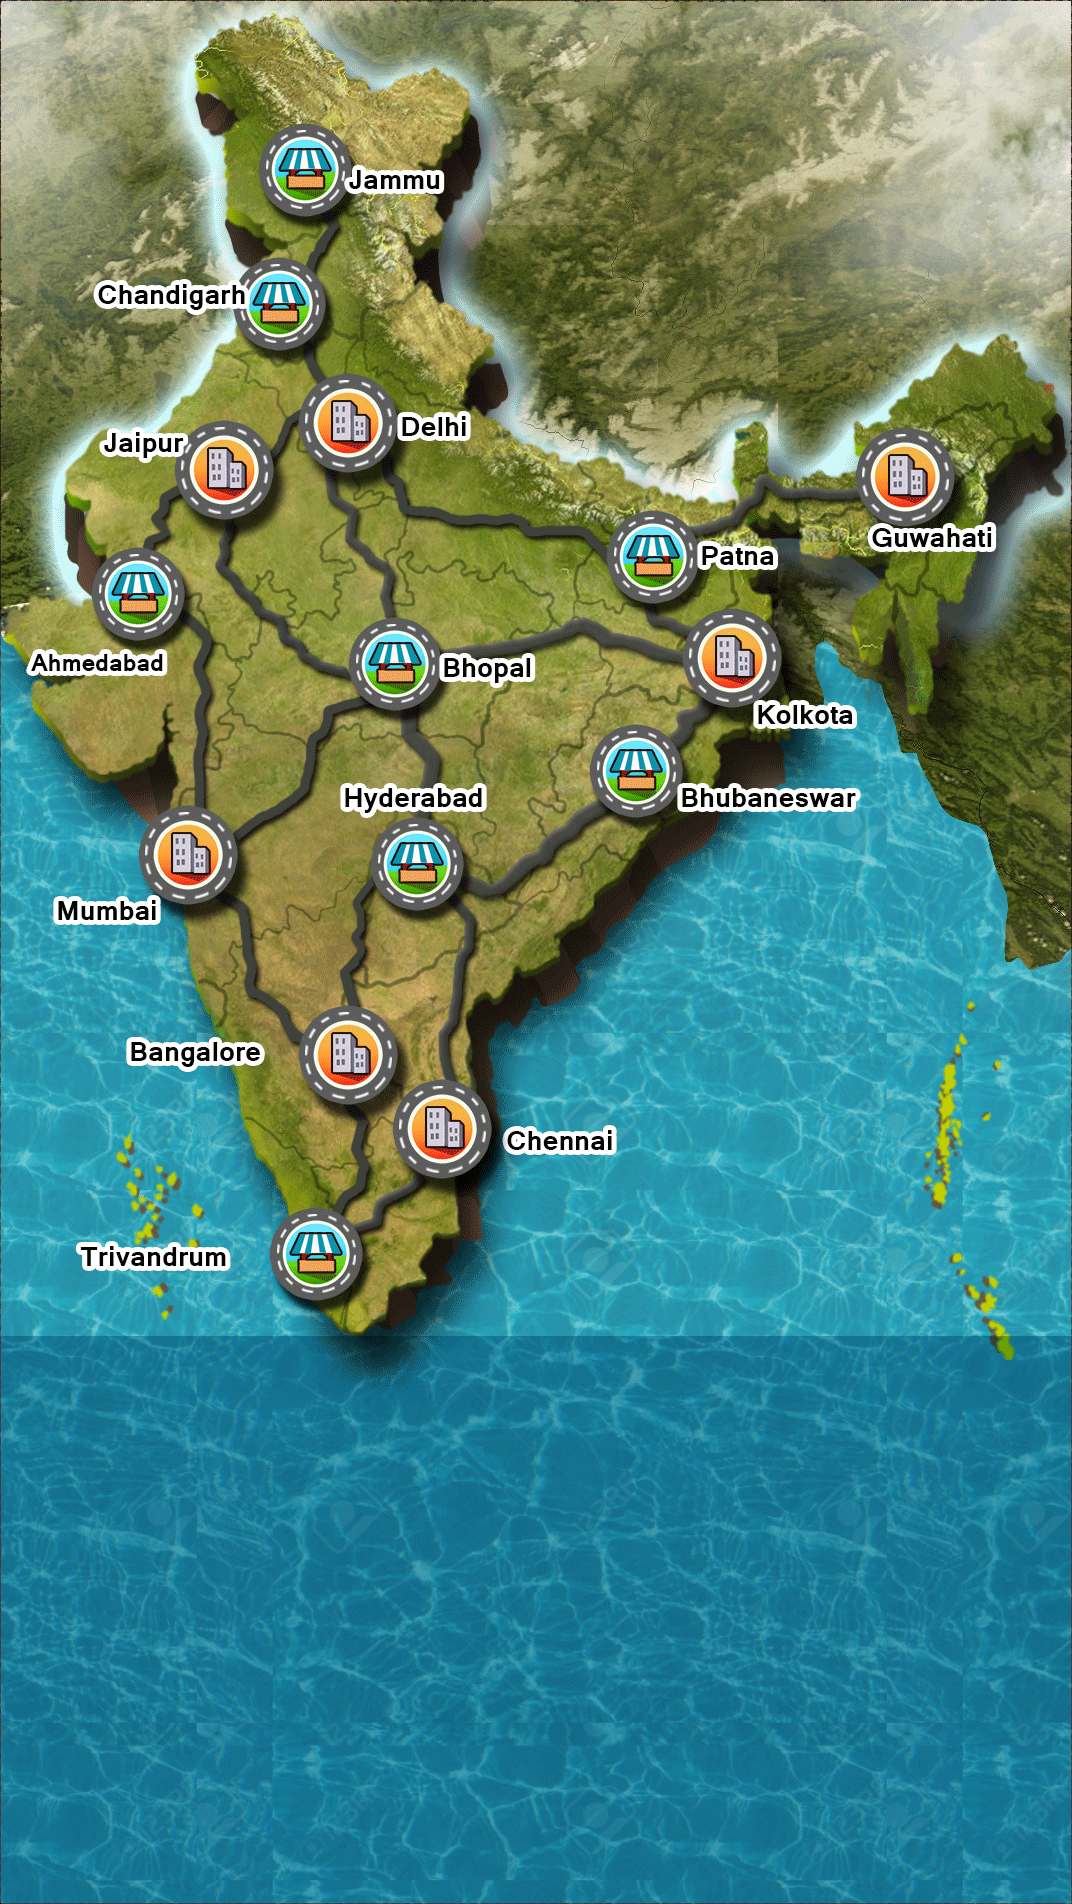 Jammu
Chandigarh
Delhi
Jaipur
Guwahati
Patna
Ahmedabad
Bhopal
Kolkota
Hyderabad
Bhubaneswar
Mumbai
Bangalore
Chennai
Trivandrum